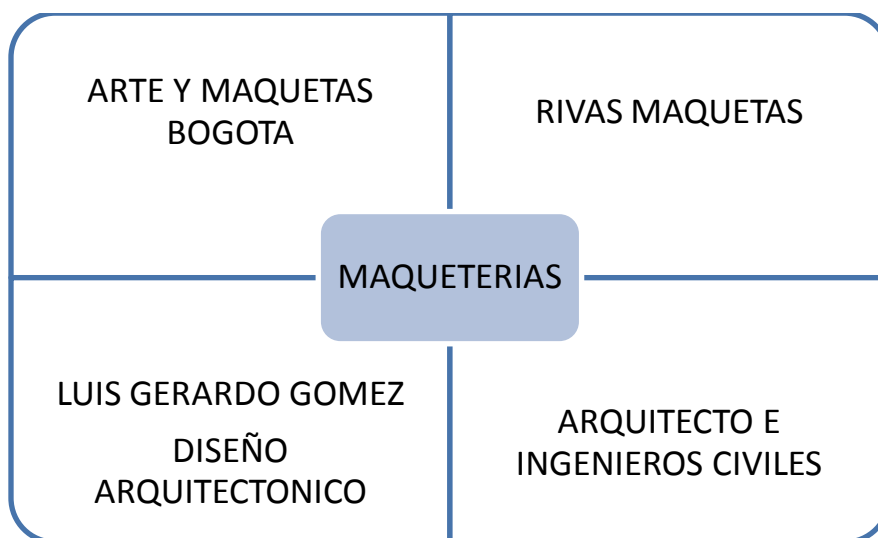 ARTE Y MAQUETAS
BOGOTA
RIVAS MAQUETAS
MAQUETERIAS
LUIS GERARDO GOMEZ
DISEÑO
ARQUITECTONICO
ARQUITECTO E
INGENIEROS CIVILES